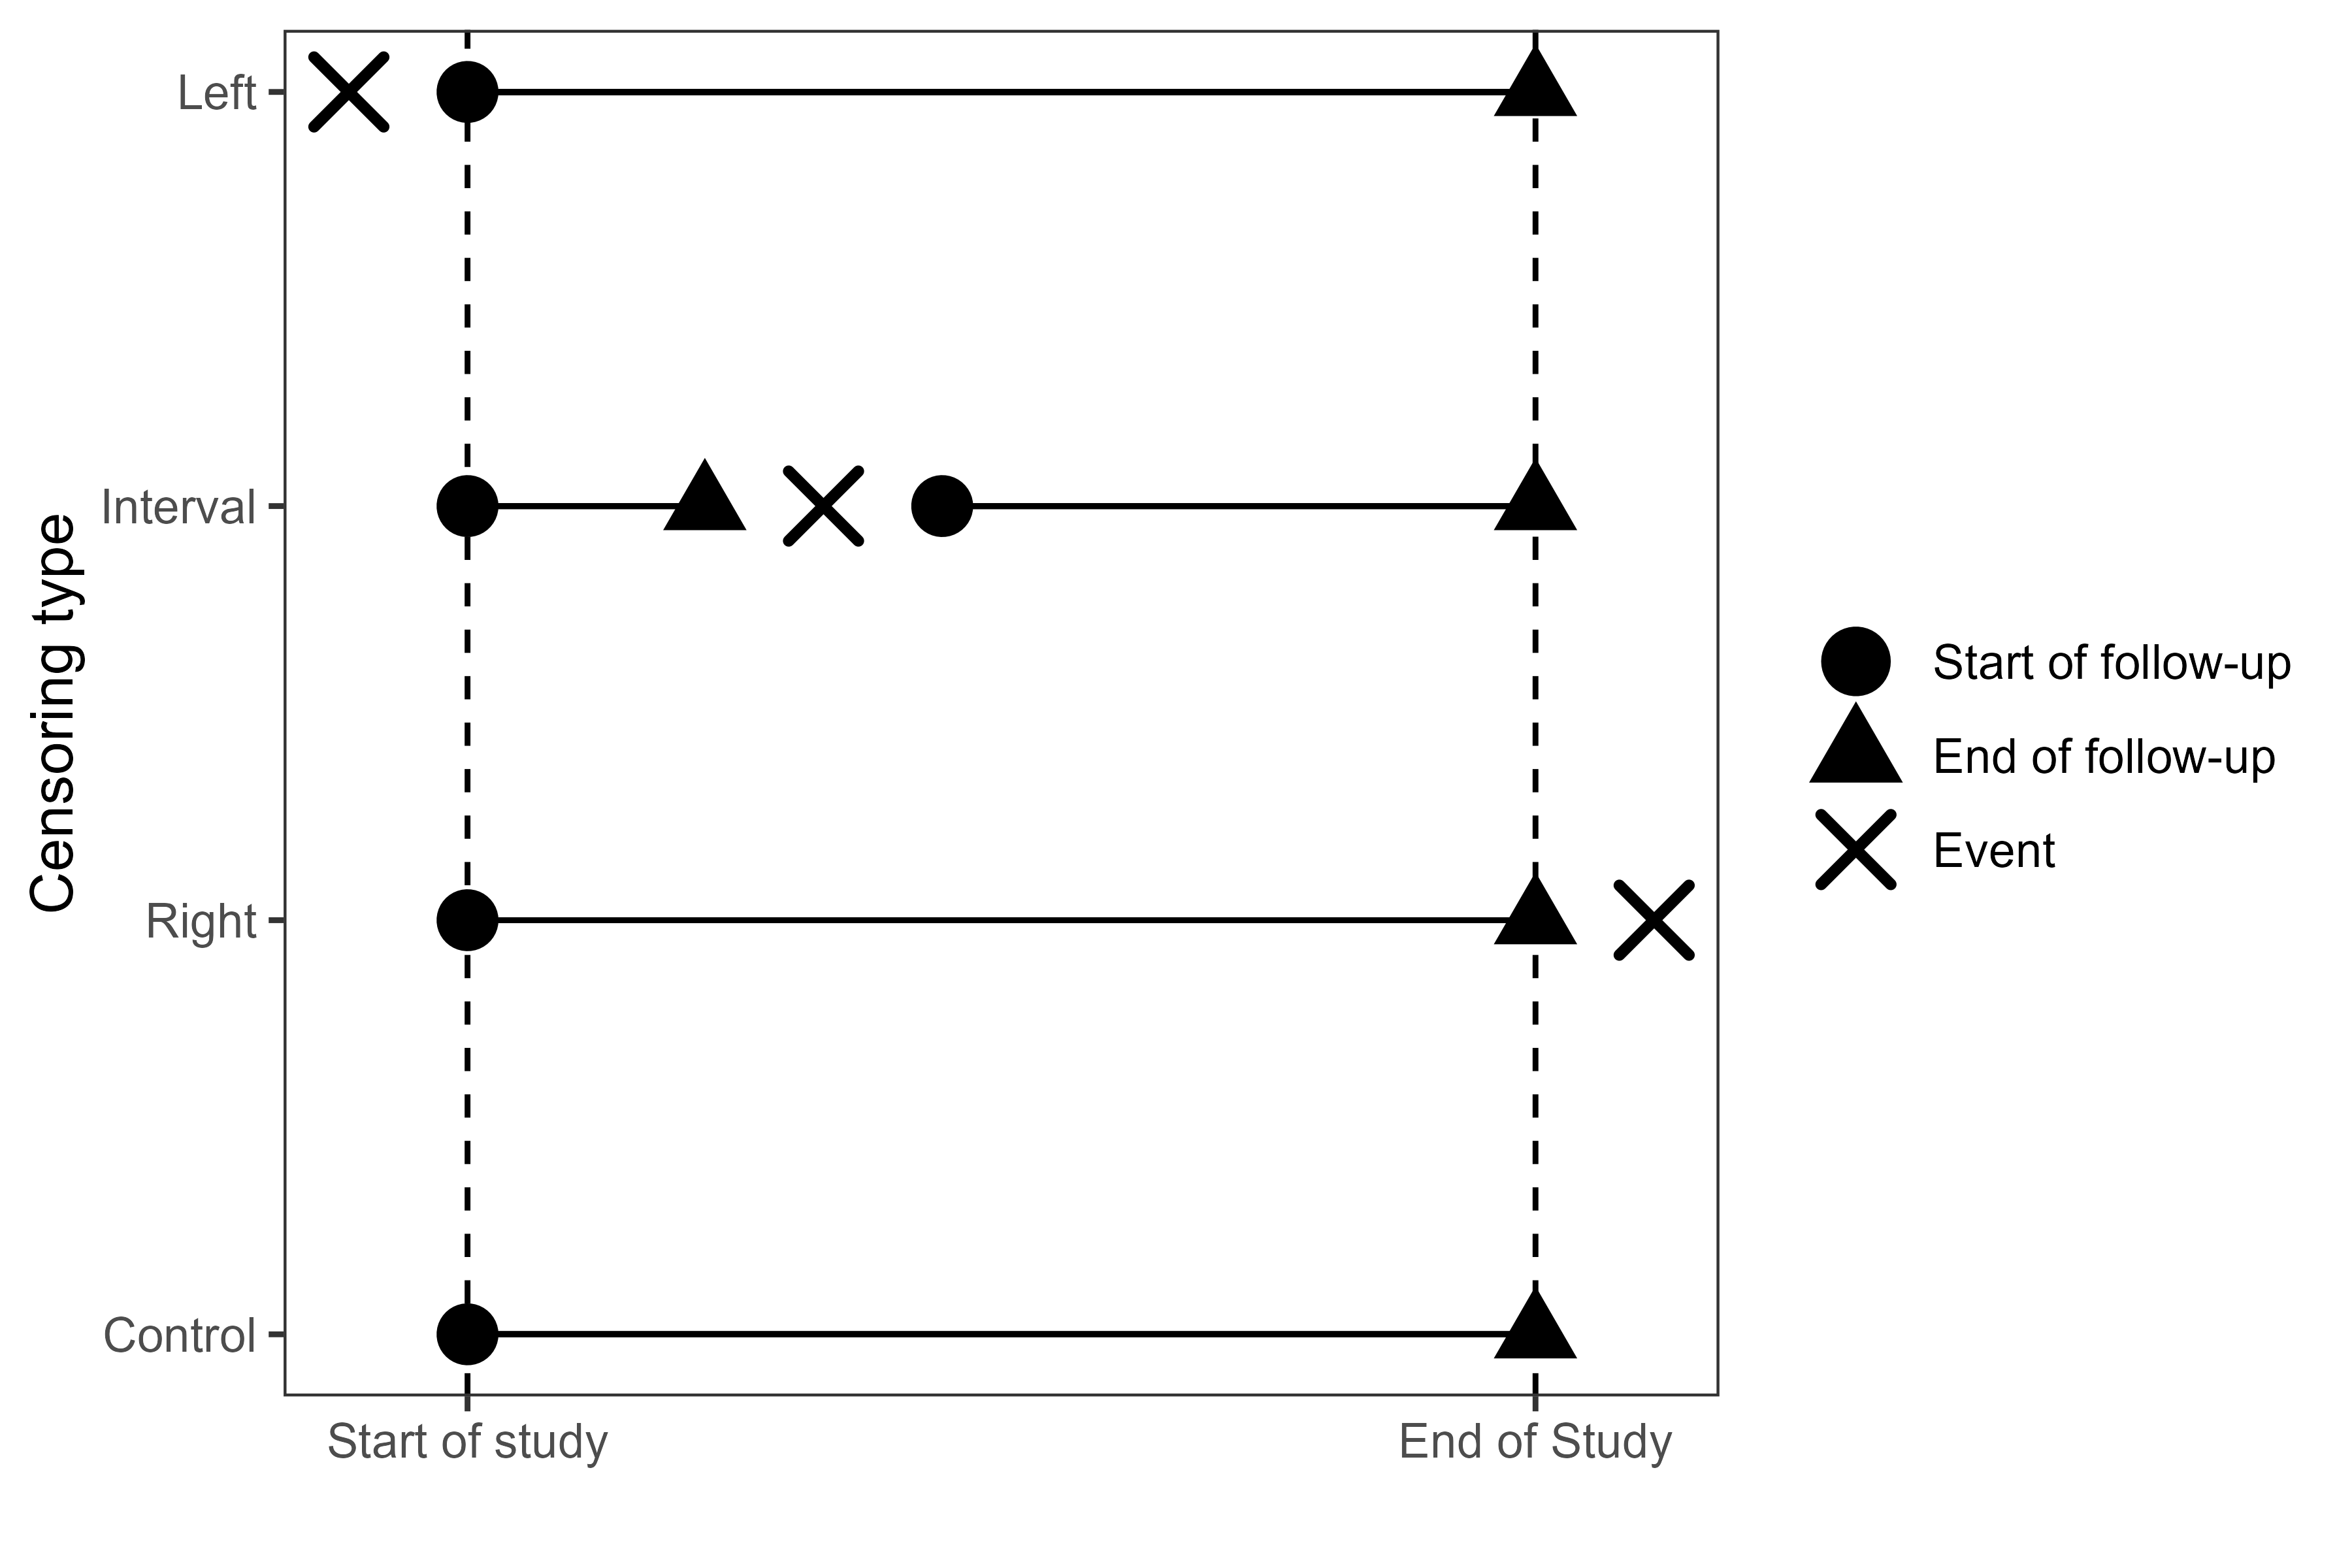 Censoring type
Left
Interval
Right
Control
Start of study
End of Study
Start of follow-up
End of follow-up
Event